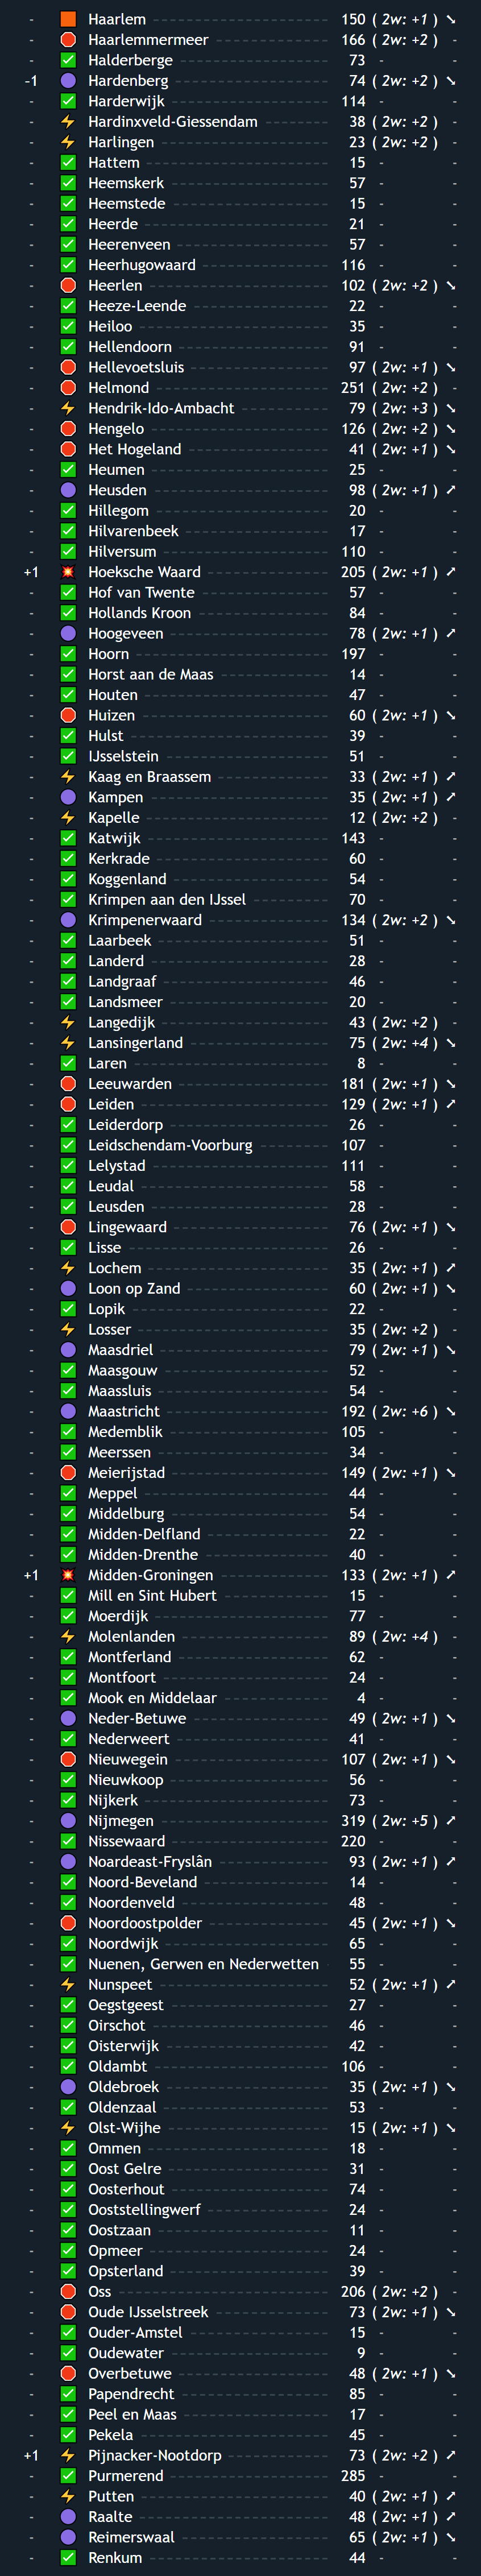 - Haarlem 150 ( 2w: +1 ) ↘
- Haarlemmermeer 166 ( 2w: +2 ) -
- Halderberge 73 - -
-1 Hardenberg 74 ( 2w: +2 ) ↘
- Harderwijk 114 - -
- Hardinxveld-Giessendam 38 ( 2w: +2 ) -
- Harlingen 23 ( 2w: +2 ) -
- Hattem 15 - -
- Heemskerk 57 - -
- Heemstede 15 - -
- Heerde 21 - -
- Heerenveen 57 - -
- Heerhugowaard 116 - -
- Heerlen 102 ( 2w: +2 ) ↘
- Heeze-Leende 22 - -
- Heiloo 35 - -
- Hellendoorn 91 - -
- Hellevoetsluis 97 ( 2w: +1 ) ↘
- Helmond 251 ( 2w: +2 ) -
- Hendrik-Ido-Ambacht 79 ( 2w: +3 ) ↘
- Hengelo 126 ( 2w: +2 ) ↘
- Het Hogeland 41 ( 2w: +1 ) ↘
- Heumen 25 - -
- Heusden 98 ( 2w: +1 ) ↗
- Hillegom 20 - -
- Hilvarenbeek 17 - -
- Hilversum 110 - -
+1 Hoeksche Waard 205 ( 2w: +1 ) ↗
- Hof van Twente 57 - -
- Hollands Kroon 84 - -
- Hoogeveen 78 ( 2w: +1 ) ↗
- Hoorn 197 - -
- Horst aan de Maas 14 - -
- Houten 47 - -
- Huizen 60 ( 2w: +1 ) ↘
- Hulst 39 - -
- IJsselstein 51 - -
- Kaag en Braassem 33 ( 2w: +1 ) ↗
- Kampen 35 ( 2w: +1 ) ↗
- Kapelle 12 ( 2w: +2 ) -
- Katwijk 143 - -
- Kerkrade 60 - -
- Koggenland 54 - -
- Krimpen aan den IJssel 70 - -
- Krimpenerwaard 134 ( 2w: +2 ) ↘
- Laarbeek 51 - -
- Landerd 28 - -
- Landgraaf 46 - -
- Landsmeer 20 - -
- Langedijk 43 ( 2w: +2 ) -
- Lansingerland 75 ( 2w: +4 ) ↘
- Laren 8 - -
- Leeuwarden 181 ( 2w: +1 ) ↘
- Leiden 129 ( 2w: +1 ) ↗
- Leiderdorp 26 - -
- Leidschendam-Voorburg 107 - -
- Lelystad 111 - -
- Leudal 58 - -
- Leusden 28 - -
- Lingewaard 76 ( 2w: +1 ) ↘
- Lisse 26 - -
- Lochem 35 ( 2w: +1 ) ↗
- Loon op Zand 60 ( 2w: +1 ) ↘
- Lopik 22 - -
- Losser 35 ( 2w: +2 ) -
- Maasdriel 79 ( 2w: +1 ) ↘
- Maasgouw 52 - -
- Maassluis 54 - -
- Maastricht 192 ( 2w: +6 ) ↘
- Medemblik 105 - -
- Meerssen 34 - -
- Meierijstad 149 ( 2w: +1 ) ↘
- Meppel 44 - -
- Middelburg 54 - -
- Midden-Delfland 22 - -
- Midden-Drenthe 40 - -
+1 Midden-Groningen 133 ( 2w: +1 ) ↗
- Mill en Sint Hubert 15 - -
- Moerdijk 77 - -
- Molenlanden 89 ( 2w: +4 ) -
- Montferland 62 - -
- Montfoort 24 - -
- Mook en Middelaar 4 - -
- Neder-Betuwe 49 ( 2w: +1 ) ↘
- Nederweert 41 - -
- Nieuwegein 107 ( 2w: +1 ) ↘
- Nieuwkoop 56 - -
- Nijkerk 73 - -
- Nijmegen 319 ( 2w: +5 ) ↗
- Nissewaard 220 - -
- Noardeast-Fryslân 93 ( 2w: +1 ) ↗
- Noord-Beveland 14 - -
- Noordenveld 48 - -
- Noordoostpolder 45 ( 2w: +1 ) ↘
- Noordwijk 65 - -
- Nuenen, Gerwen en Nederwetten 55 - -
- Nunspeet 52 ( 2w: +1 ) ↗
- Oegstgeest 27 - -
- Oirschot 46 - -
- Oisterwijk 42 - -
- Oldambt 106 - -
- Oldebroek 35 ( 2w: +1 ) ↘
- Oldenzaal 53 - -
- Olst-Wijhe 15 ( 2w: +1 ) ↘
- Ommen 18 - -
- Oost Gelre 31 - -
- Oosterhout 74 - -
- Ooststellingwerf 24 - -
- Oostzaan 11 - -
- Opmeer 24 - -
- Opsterland 39 - -
- Oss 206 ( 2w: +2 ) -
- Oude IJsselstreek 73 ( 2w: +1 ) ↘
- Ouder-Amstel 15 - -
- Oudewater 9 - -
- Overbetuwe 48 ( 2w: +1 ) ↘
- Papendrecht 85 - -
- Peel en Maas 17 - -
- Pekela 45 - -
+1 Pijnacker-Nootdorp 73 ( 2w: +2 ) ↗
- Purmerend 285 - -
- Putten 40 ( 2w: +1 ) ↗
- Raalte 48 ( 2w: +1 ) ↗
- Reimerswaal 65 ( 2w: +1 ) ↘
- Renkum 44 - -